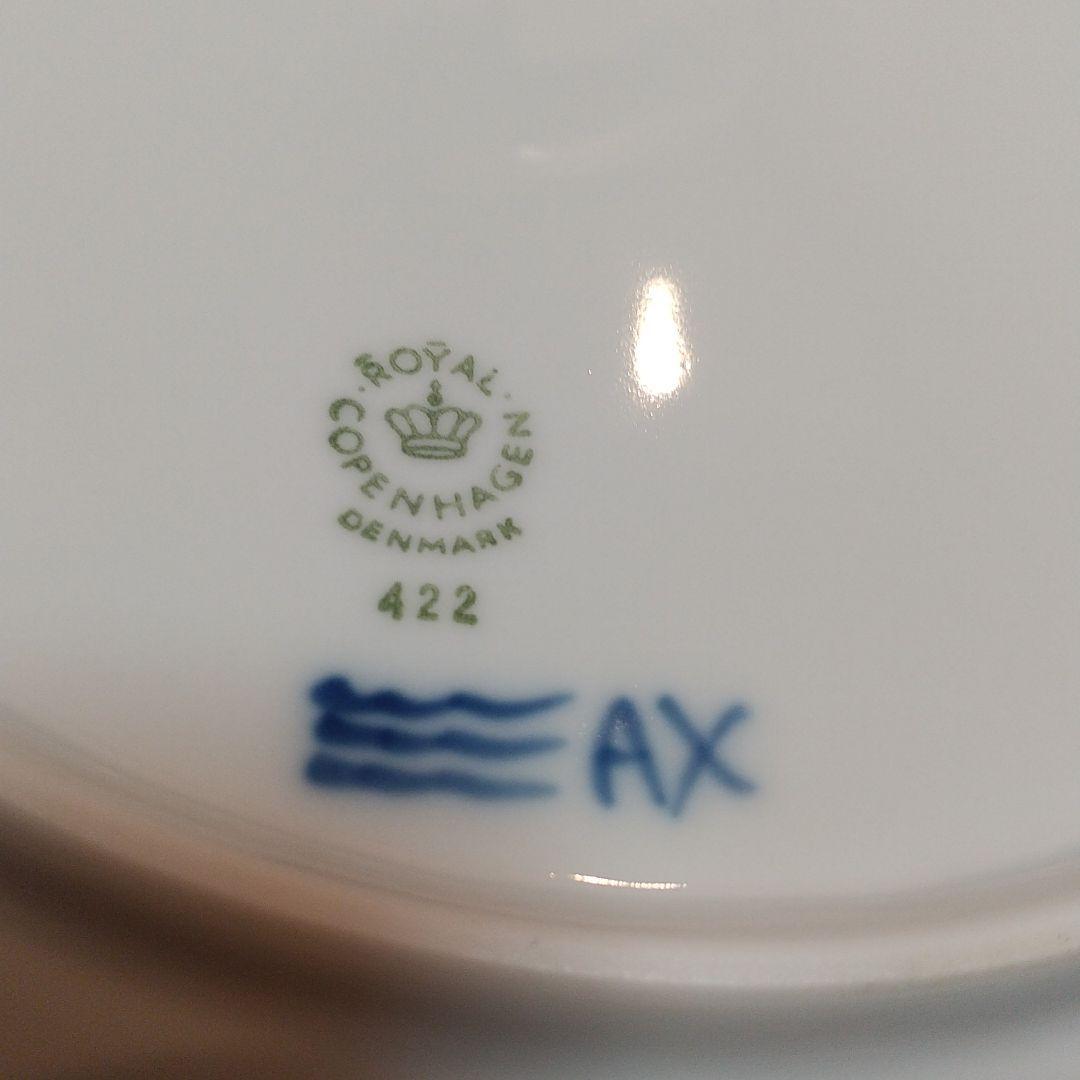 ROYAL
COPENHAGEN
DENMARK
422
AX